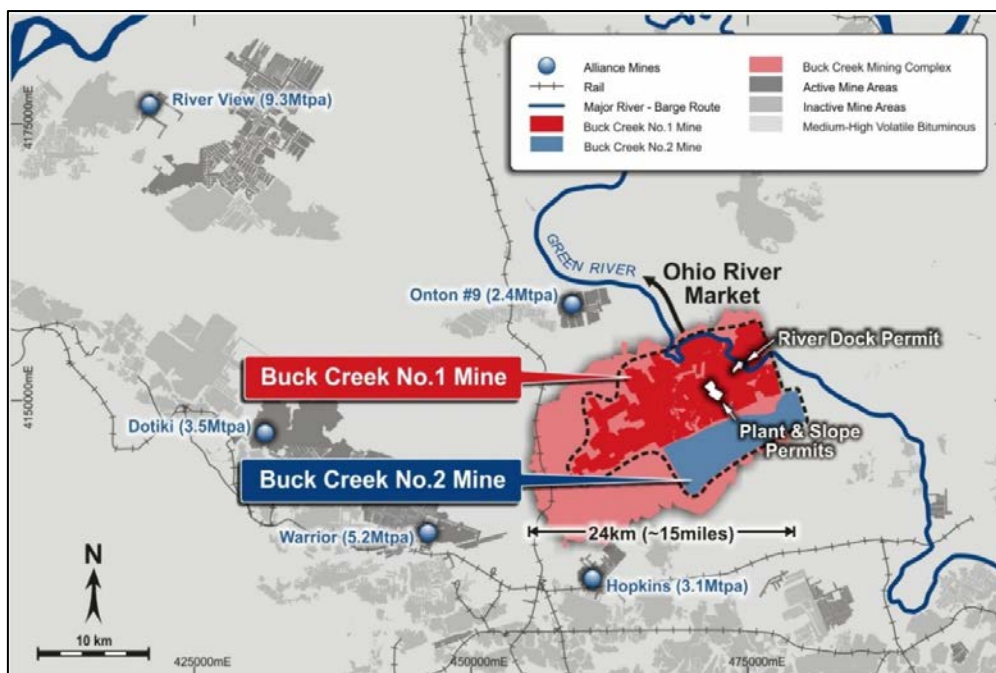 Alliance Mines
Rail
Major River - Barge Route
Buck Creek No.1 Mine
Buck Creek No.2 Mine
Buck Creek Mining Complex
Active Mine Areas
Inactive Mine Areas
Medium-High Volatile Bituminous
River View (9.3Mtpa)
4175000mE
GREEN RIVER
Ohio River
Market
Onton #9 (2.4Mtpa)
River Dock Permit
Buck Creek No.1 Mine
4150000mE
Dotiki (3.5Mtpa)
Plant & Slope
Permits
Buck Creek No.2 Mine
24km (~15miles)
Warrior (5.2Mtpa)
Hopkins (3.1Mtpa)
N
10 km
425000mE
450000mE
475000mE